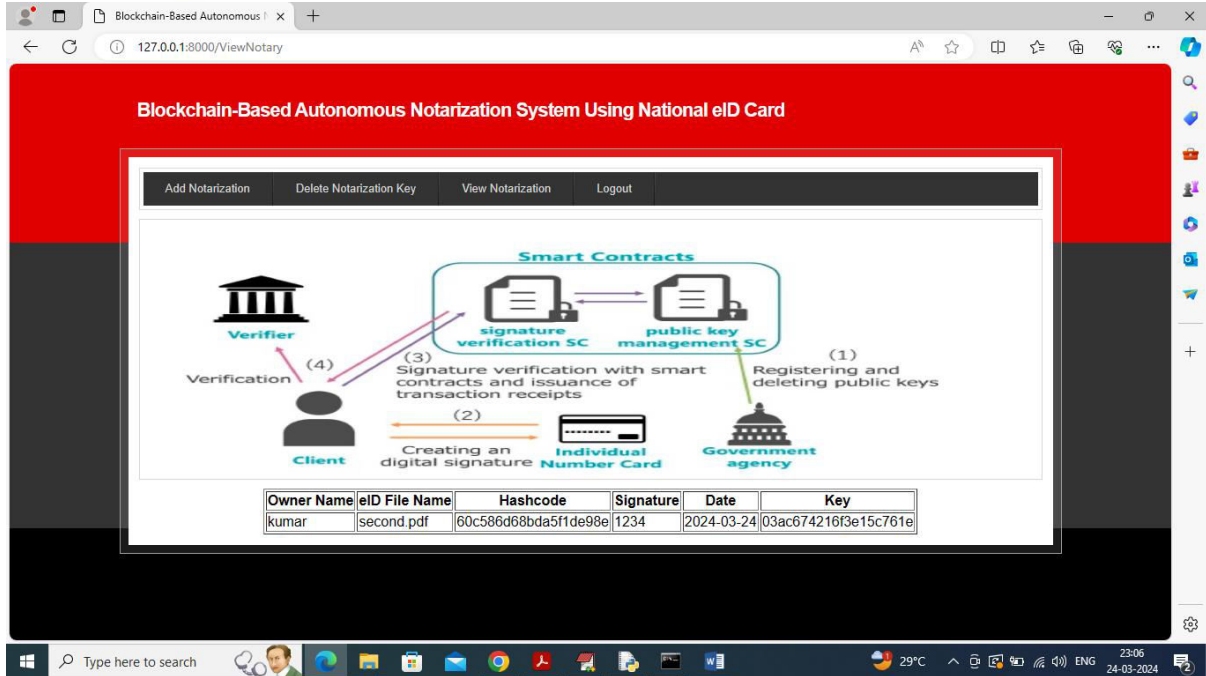 Blockchain-Based Autonomous N
127.0.0.1:8000/ViewNotary
Blockchain-Based Autonomous Notarization System Using National eID Card
Add Notarization Delete Notarization Key View Notarization Logout
Smart Contracts
signature
verification SC
public key
management SC
Verifier
(4)
Verification
(3)
Signature verification with smart
contracts and issuance of
transaction receipts
(1)
Registering and
deleting public keys
(2)
Creating an
digital signature
Client
Individual
Number Card
Government
agency
Owner Name eID File Name Hashcode Signature Date Key
kumar second.pdf 60c586d68bda5f1de98e 1234 2024-03-24 03ac674216f3e15c761e
Type here to search
29°C
ENG
23:06
24-03-2024
2